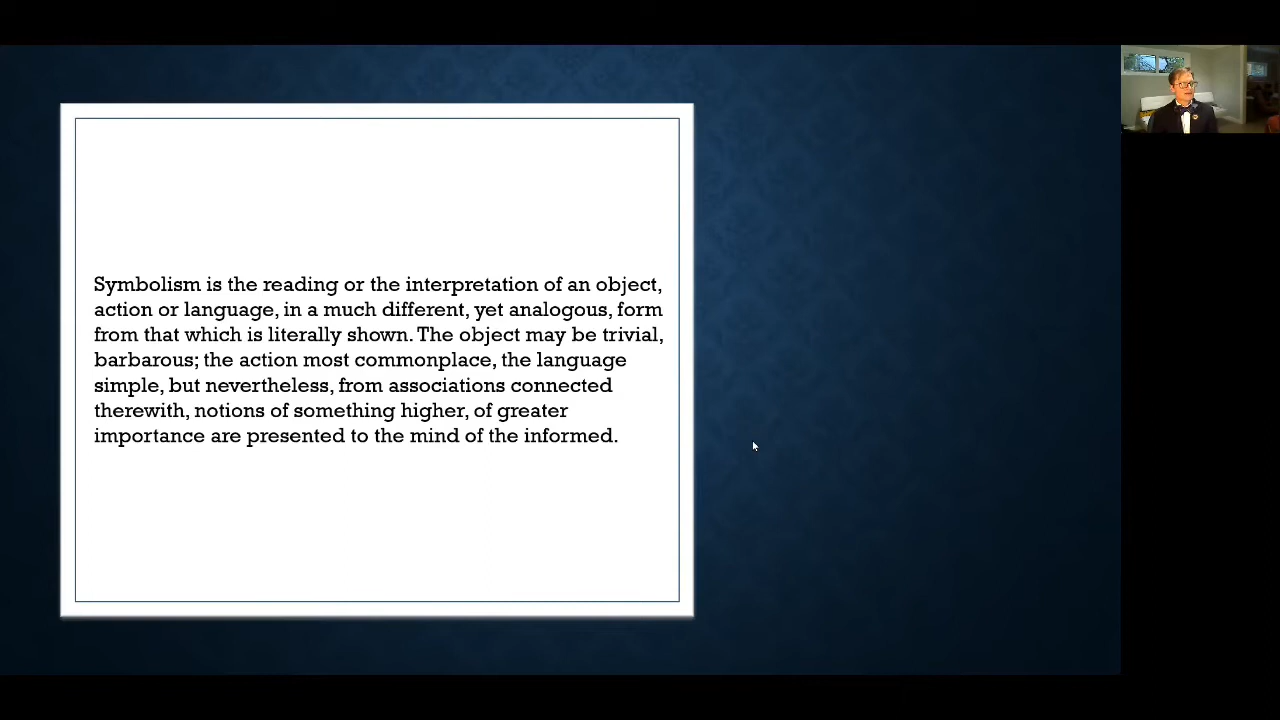 Symbolism is the reading or the interpretation of an object,
action or language, in a much different, yet analogous, form
from that which is literally shown. The object may be trivial,
barbarous; the action most commonplace, the language
simple, but nevertheless, from associations connected
therewith, notions of something higher, of greater
importance are presented to the mind of the informed.